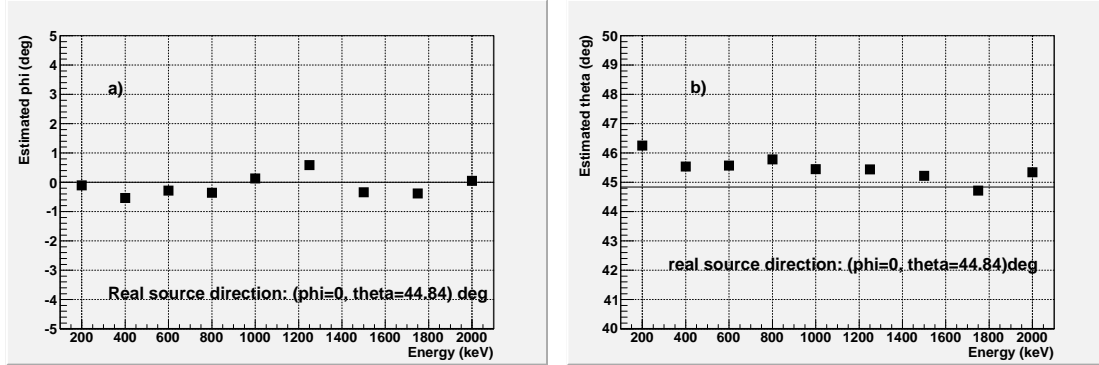 Estimated phi (deg)
5
4
3
2
1
0
-1
-2
-3
-4
-5
a)
Real source direction: (phi=0, theta=44.84) deg
200 400 600 800 1000 1200 1400 1600 1800 2000
Energy (keV)
Estimated theta (deg)
50
49
48
47
46
45
44
43
42
41
40
b)
real source direction: (phi=0, theta=44.84)deg
200 400 600 800 1000 1200 1400 1600 1800 2000
Energy (keV)